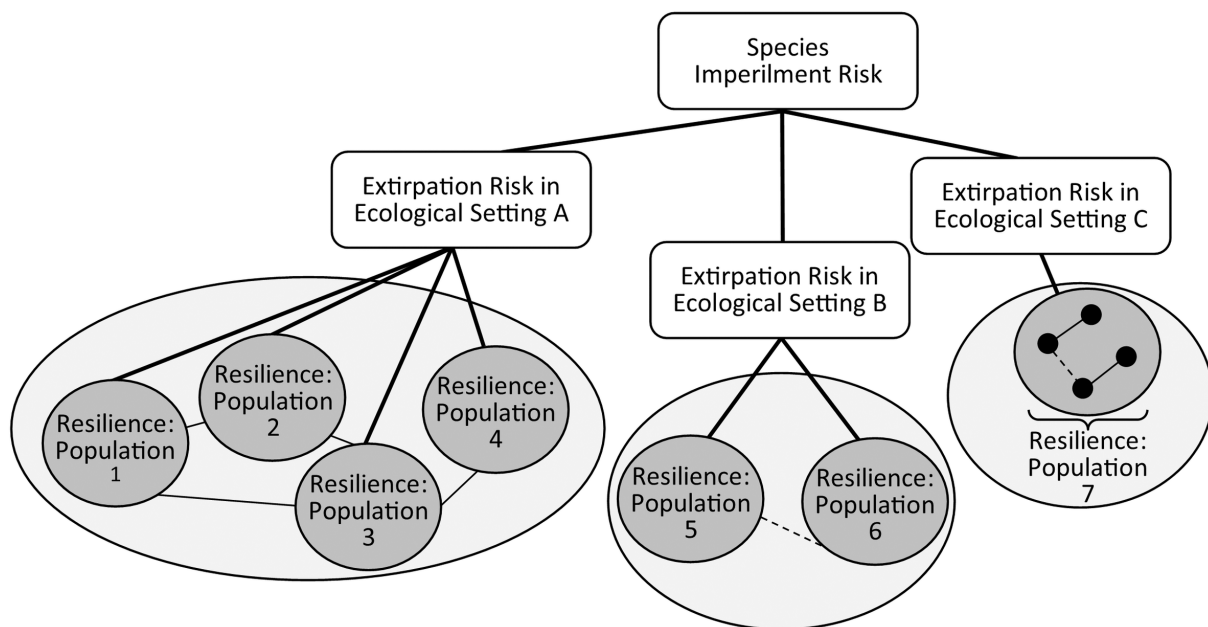 Species
Imperilment Risk
Extirpation Risk in
Ecological Setting A
Extirpation Risk in
Ecological Setting B
Extirpation Risk in
Ecological Setting C
Resilience:
Population
1
Resilience:
Population
2
Resilience:
Population
3
Resilience:
Population
4
Resilience:
Population
5
Resilience:
Population
6
Resilience:
Population
7